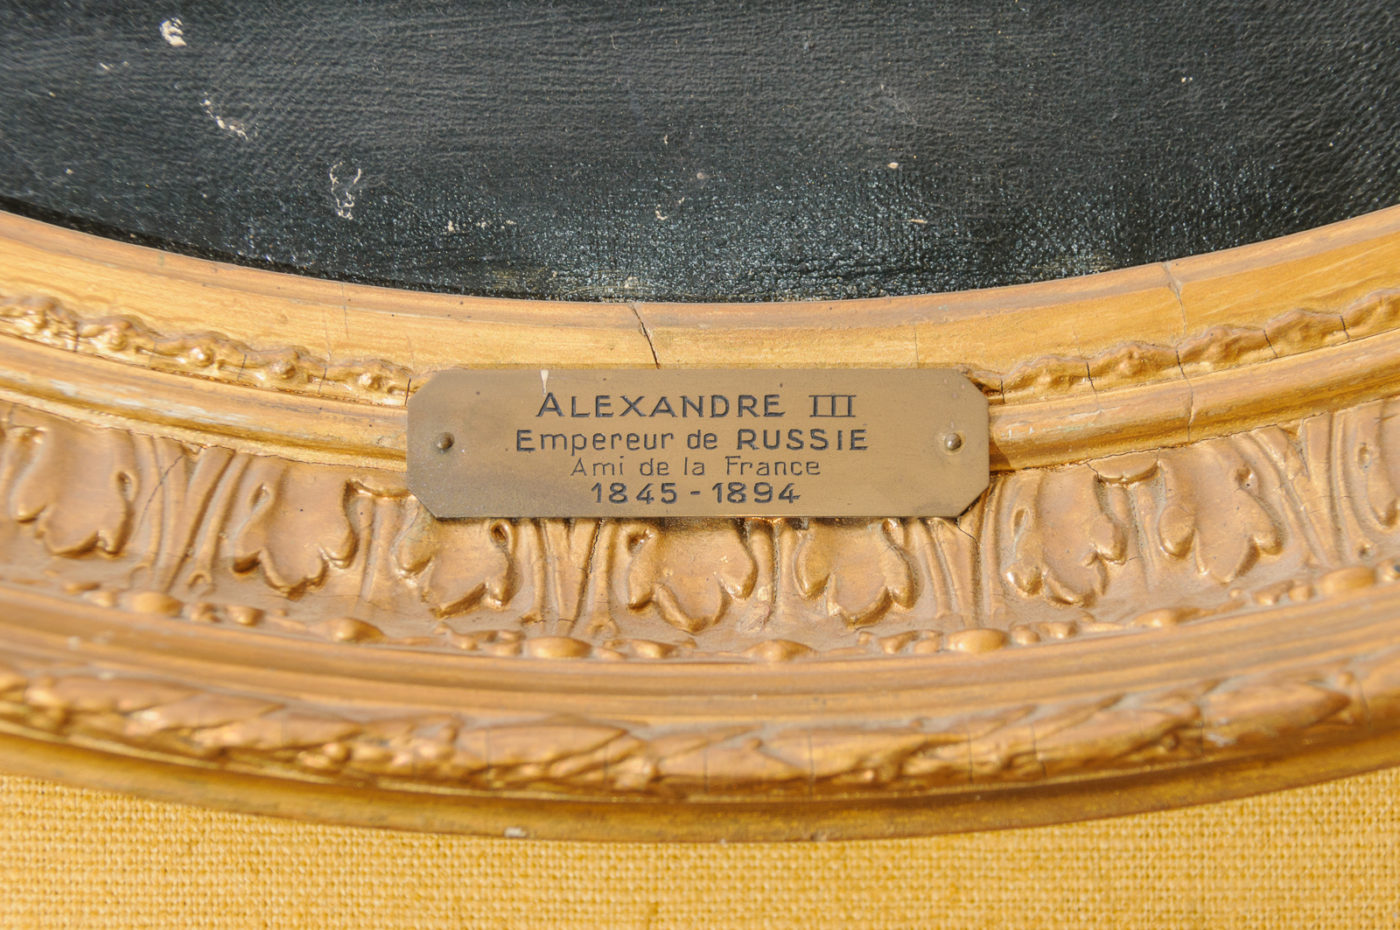 ALEXANDRE III
Empereur de RUSSIE
Ami de la France
1845 - 1894